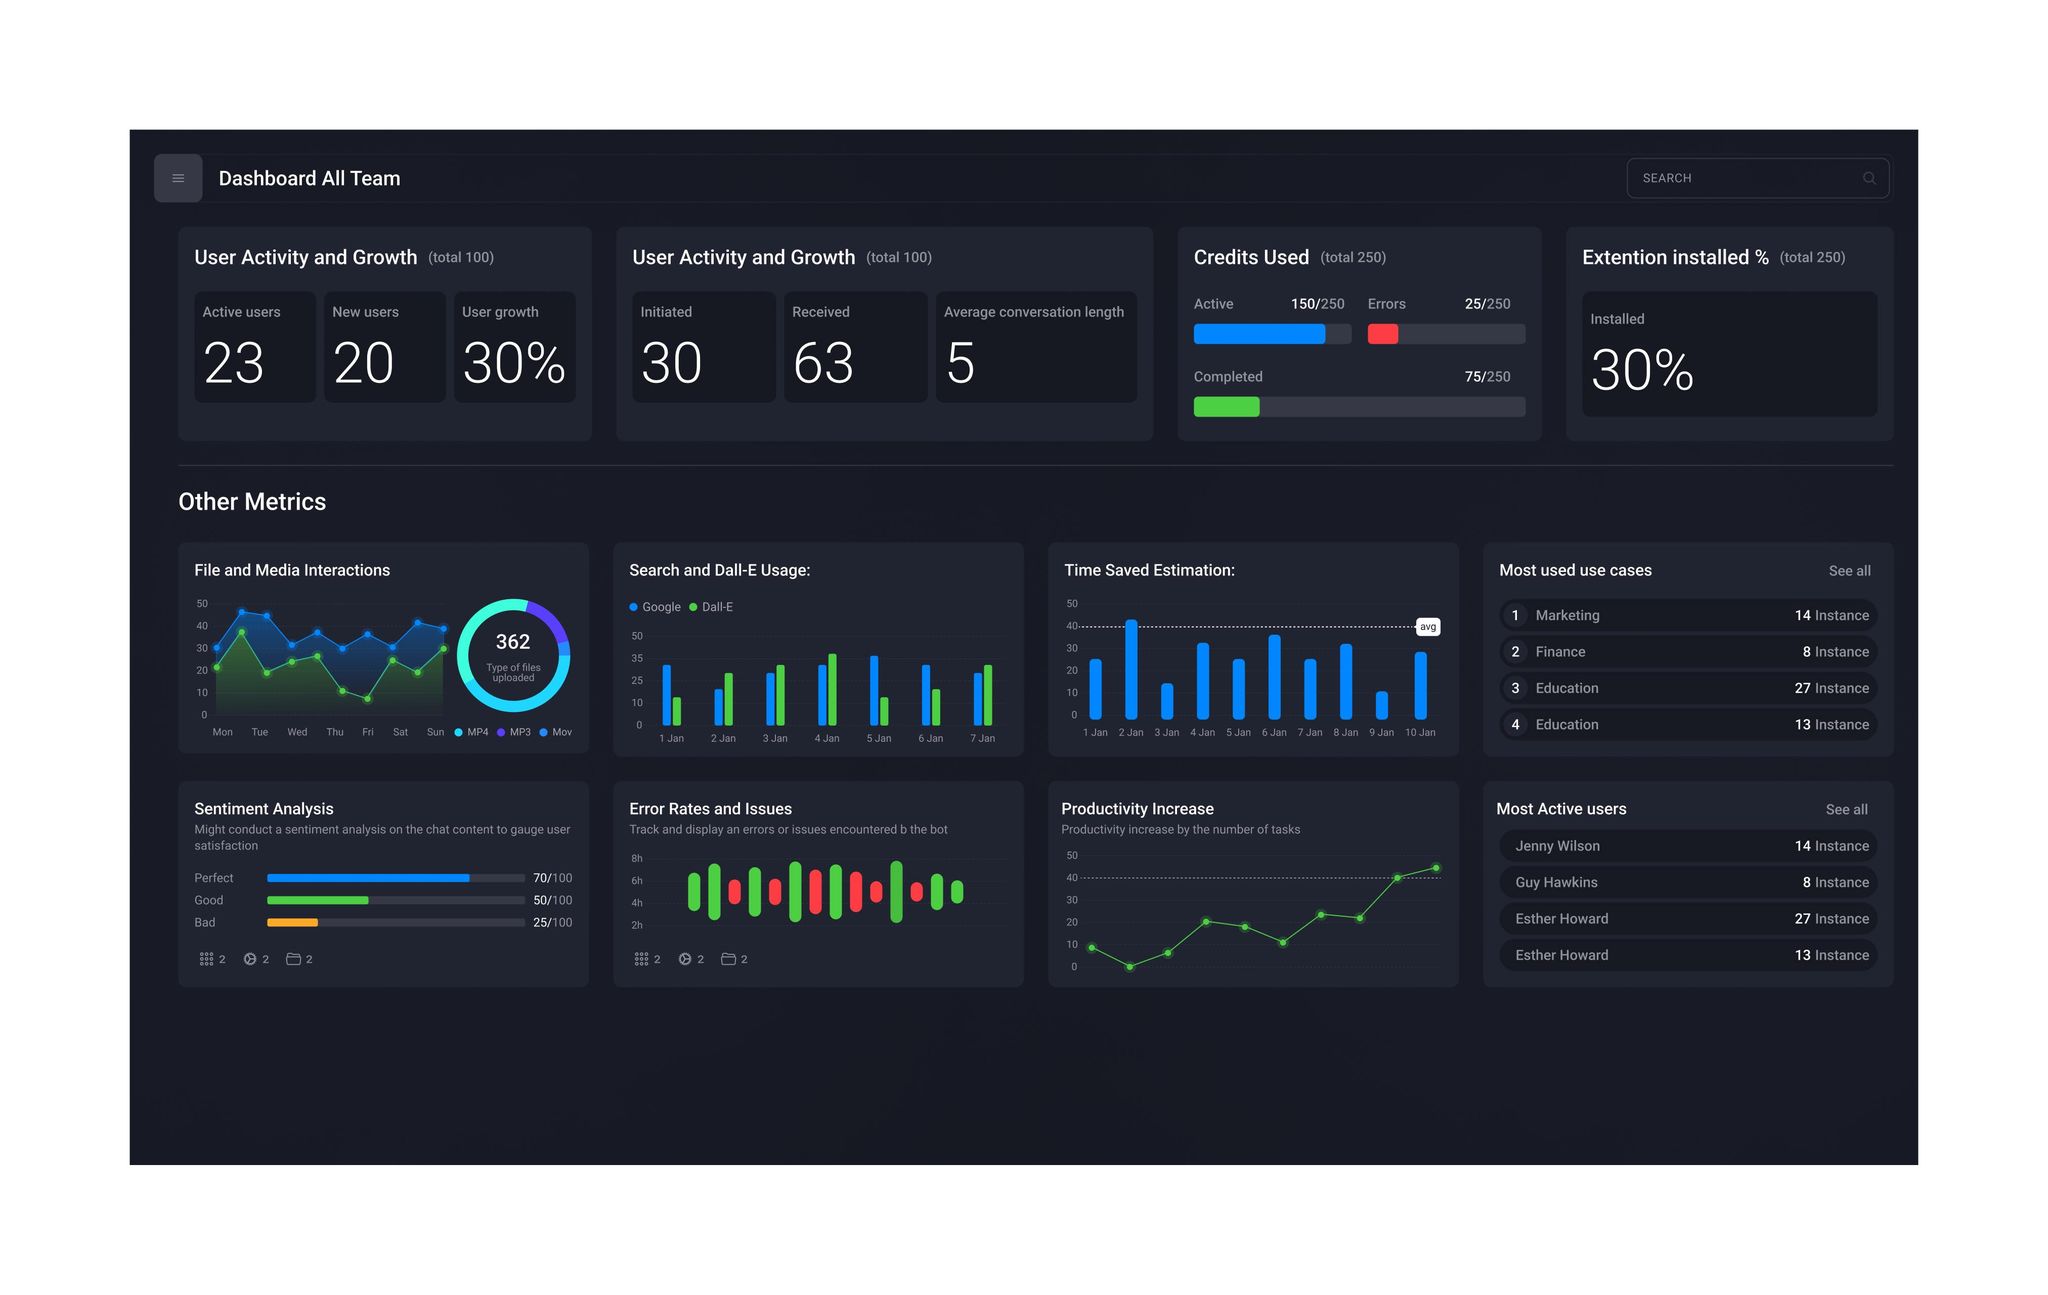 Dashboard All Team
SEARCH
User Activity and Growth (total 100)
Active users
23
New users
20
User growth
30%
User Activity and Growth (total 100)
Initiated
30
Received
63
Average conversation length
5
Credits Used (total 250)
Active 150/250
Errors 25/250
Completed 75/250
Extention installed % (total 250)
Installed
30%
Other Metrics
File and Media Interactions
50
40
30
20
10
0
Mon Tue Wed Thu Fri Sat Sun
362
Type of files
uploaded
MP4 MP3 Mov
Search and Dall-E Usage:
Google Dall-E
50
35
25
10
0
1 Jan 2 Jan 3 Jan 4 Jan 5 Jan 6 Jan 7 Jan
Time Saved Estimation:
50
40
30
20
10
0
avg
1 Jan 2 Jan 3 Jan 4 Jan 5 Jan 6 Jan 7 Jan 8 Jan 9 Jan 10 Jan
Most used use cases See all
1 Marketing 14 Instance
2 Finance 8 Instance
3 Education 27 Instance
4 Education 13 Instance
Sentiment Analysis
Might conduct a sentiment analysis on the chat content to gauge user
satisfaction
Perfect 70/100
Good 50/100
Bad 25/100
2 2 2
Error Rates and Issues
Track and display an errors or issues encountered b the bot
8h
6h
4h
2h
2 2 2
Productivity Increase
Productivity increase by the number of tasks
50
40
30
20
10
0
Most Active users See all
Jenny Wilson 14 Instance
Guy Hawkins 8 Instance
Esther Howard 27 Instance
Esther Howard 13 Instance